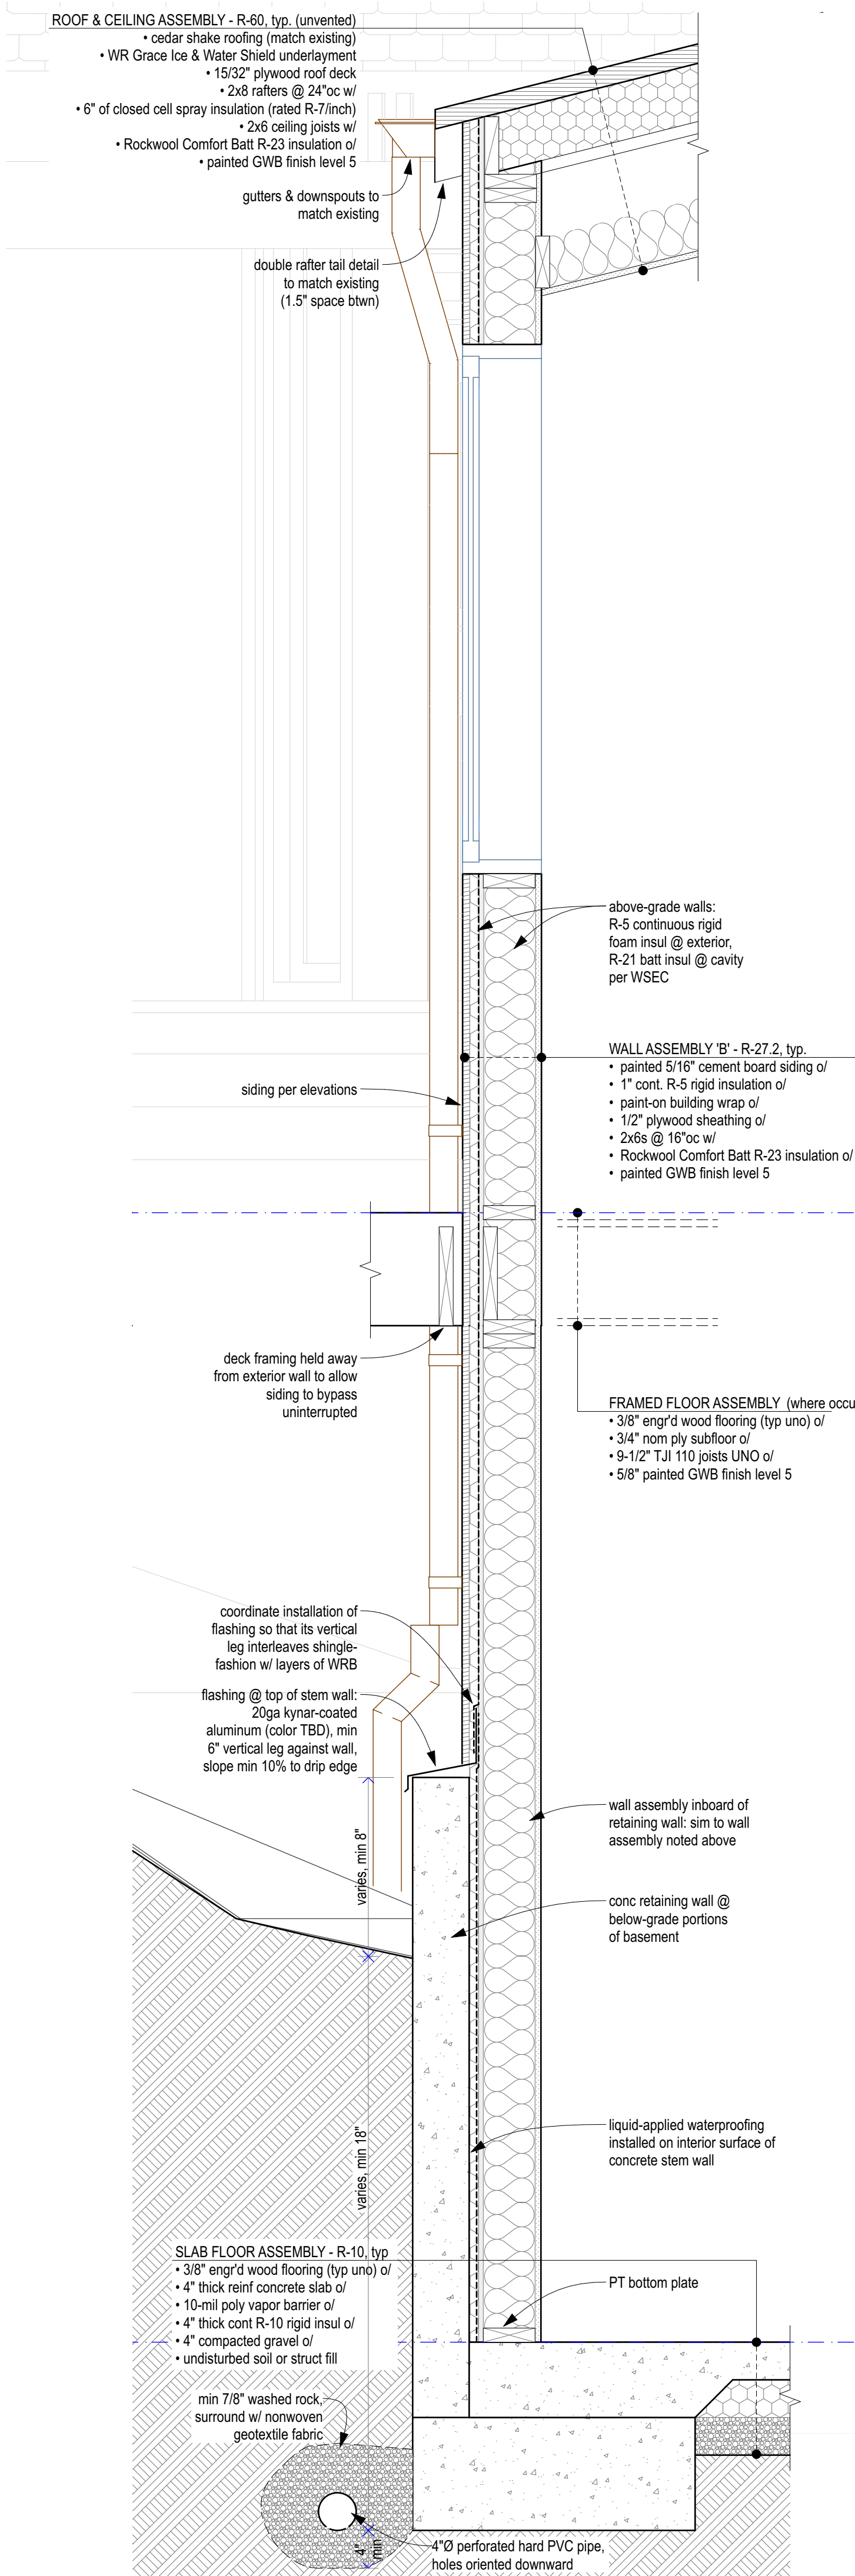 ROOF & CEILING ASSEMBLY - R-60, typ. (unvented)
• cedar shake roofing (match existing)
• WR Grace Ice & Water Shield underlayment
• 15/32" plywood roof deck
• 2x8 rafters @ 24"oc w/
• 6" of closed cell spray insulation (rated R-7/inch)
• 2x6 ceiling joists w/
• Rockwool Comfort Batt R-23 insulation o/
• painted GWB finish level 5
gutters & downspouts to
match existing
double rafter tail detail
to match existing
(1.5" space btwn)
above-grade walls:
R-5 continuous rigid
foam insul @ exterior,
R-21 batt insul @ cavity
per WSEC
WALL ASSEMBLY 'B' - R-27.2, typ.
• painted 5/16" cement board siding o/
• 1" cont. R-5 rigid insulation o/
• paint-on building wrap o/
• 1/2" plywood sheathing o/
• 2x6s @ 16"oc w/
• Rockwool Comfort Batt R-23 insulation o/
• painted GWB finish level 5
siding per elevations
deck framing held away
from exterior wall to allow
siding to bypass
uninterrupted
FRAMED FLOOR ASSEMBLY (where occu
• 3/8" engr'd wood flooring (typ uno) o/
• 3/4" nom ply subfloor o/
• 9-1/2" TJI 110 joists UNO o/
• 5/8" painted GWB finish level 5
coordinate installation of
flashing so that its vertical
leg interleaves shingle-
fashion w/ layers of WRB
flashing @ top of stem wall:
20ga kynar-coated
aluminum (color TBD), min
6" vertical leg against wall,
slope min 10% to drip edge
varies, min 8"
wall assembly inboard of
retaining wall: sim to wall
assembly noted above
conc retaining wall @
below-grade portions
of basement
varies, min 18"
liquid-applied waterproofing
installed on interior surface of
concrete stem wall
SLAB FLOOR ASSEMBLY - R-10, typ
• 3/8" engr'd wood flooring (typ uno) o/
• 4" thick reinf concrete slab o/
• 10-mil poly vapor barrier o/
• 4" thick cont R-10 rigid insul o/
• 4" compacted gravel o/
• undisturbed soil or struct fill
PT bottom plate
min 7/8" washed rock,
surround w/ nonwoven
geotextile fabric
4"
min
4"Ø perforated hard PVC pipe,
holes oriented downward